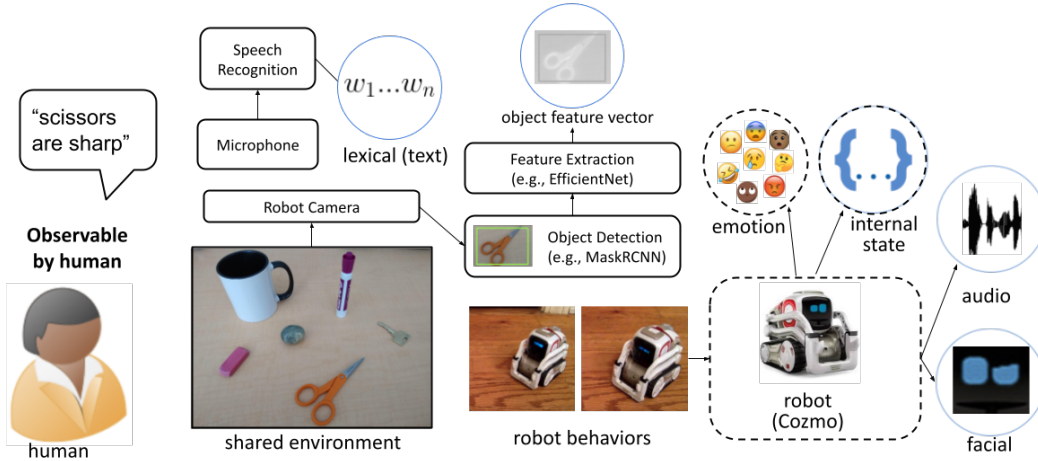 “scissors
are sharp”
Observable
by human
human
Speech
Recognition
Microphone
w₁...wₙ
lexical (text)
Robot Camera
shared environment
object feature vector
Feature Extraction
(e.g., EfficientNet)
Object Detection
(e.g., MaskRCNN)
robot behaviors
emotion
{...}
internal
state
robot
(Cozmo)
audio
facial